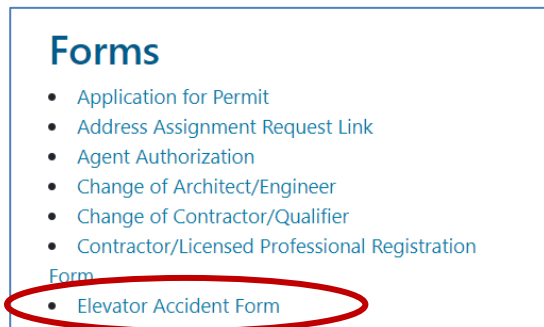 Forms
• Application for Permit
• Address Assignment Request Link
• Agent Authorization
• Change of Architect/Engineer
• Change of Contractor/Qualifier
• Contractor/Licensed Professional Registration
Form
• Elevator Accident Form